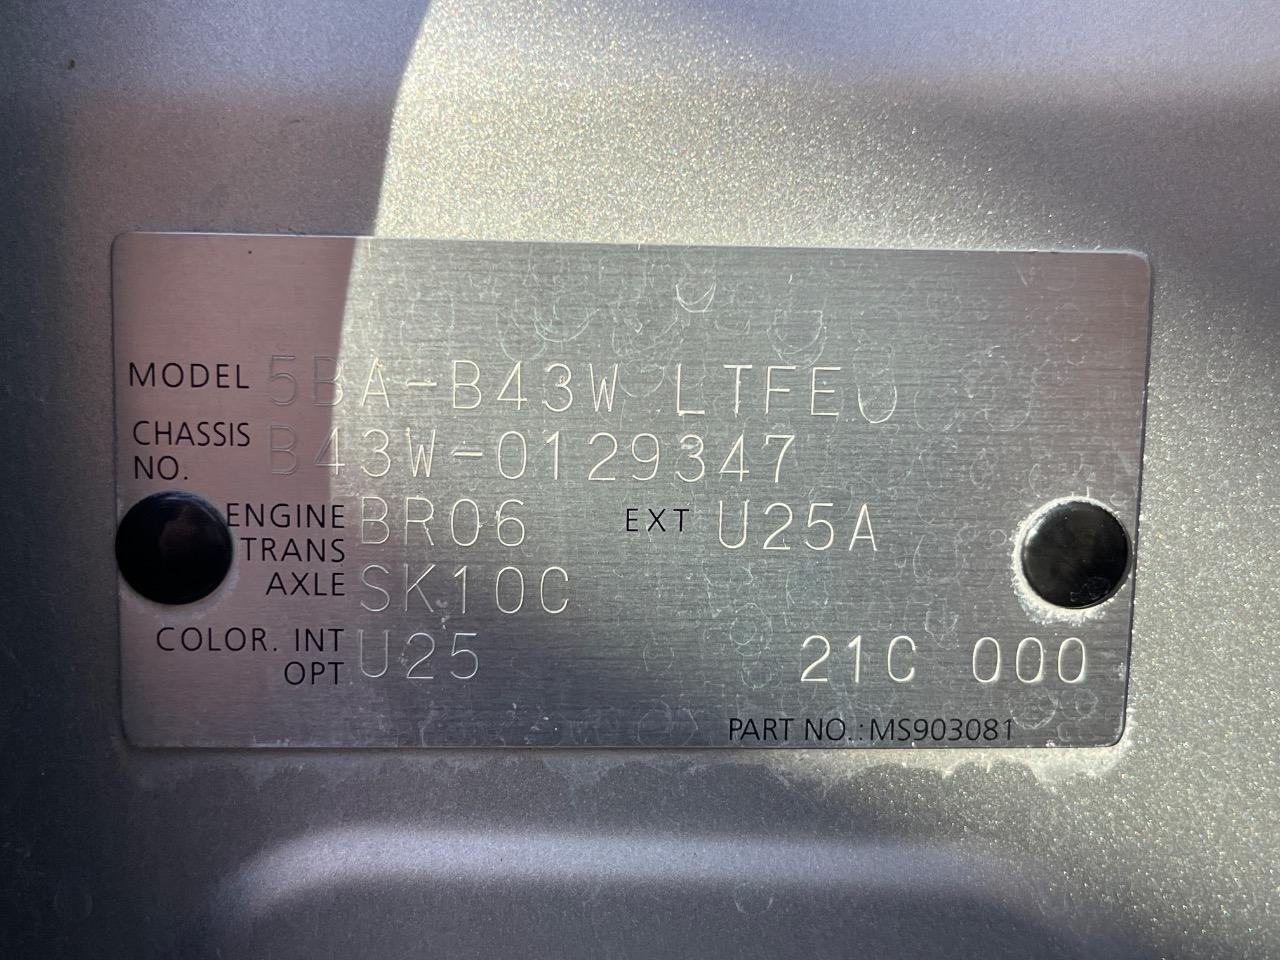 MODEL 5BA-B43W LTFE
CHASSIS NO. B43W-0129347
ENGINE BR06 EXT U25A
TRANS AXLE SK10C
COLOR. INT OPT U25 21C 000
PART NO.:MS903081